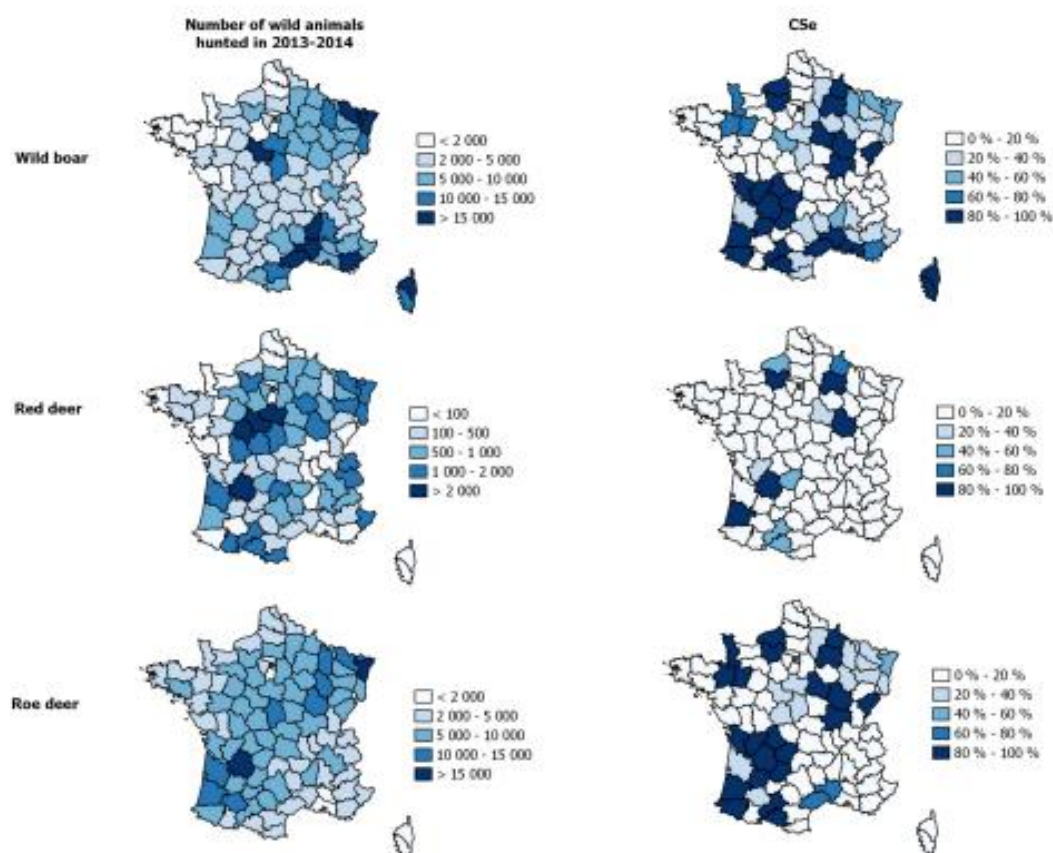 Number of wild animals
hunted in 2013-2014
CSe
Wild boar
< 2 000
2 000 - 5 000
5 000 - 10 000
10 000 - 15 000
> 15 000
0 % - 20 %
20 % - 40 %
40 % - 60 %
60 % - 80 %
80 % - 100 %
Red deer
< 100
100 - 500
500 - 1 000
1 000 - 2 000
> 2 000
0 % - 20 %
20 % - 40 %
40 % - 60 %
60 % - 80 %
80 % - 100 %
Roe deer
< 2 000
2 000 - 5 000
5 000 - 10 000
10 000 - 15 000
> 15 000
0 % - 20 %
20 % - 40 %
40 % - 60 %
60 % - 80 %
80 % - 100 %